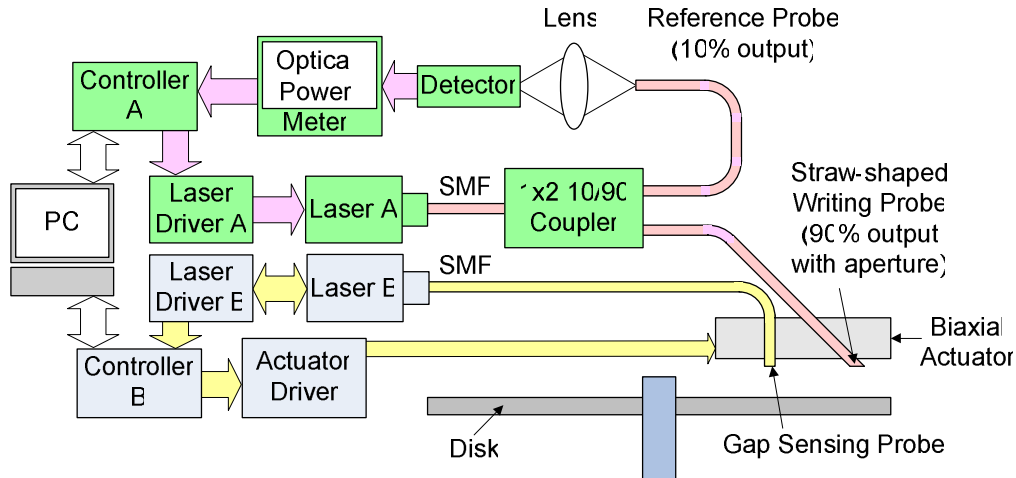 Lens
Reference Probe
(10% output)
Optica
Power
Meter
Detector
Controller
A
Straw-shaped
Writing Probe
(90% output
with aperture)
PC
Laser
Driver A
Laser A
SMF
1x2 10/90
Coupler
Laser
Driver B
Laser B
SMF
Biaxial
Actuator
Controller
B
Actuator
Driver
Disk
Gap Sensing Probe